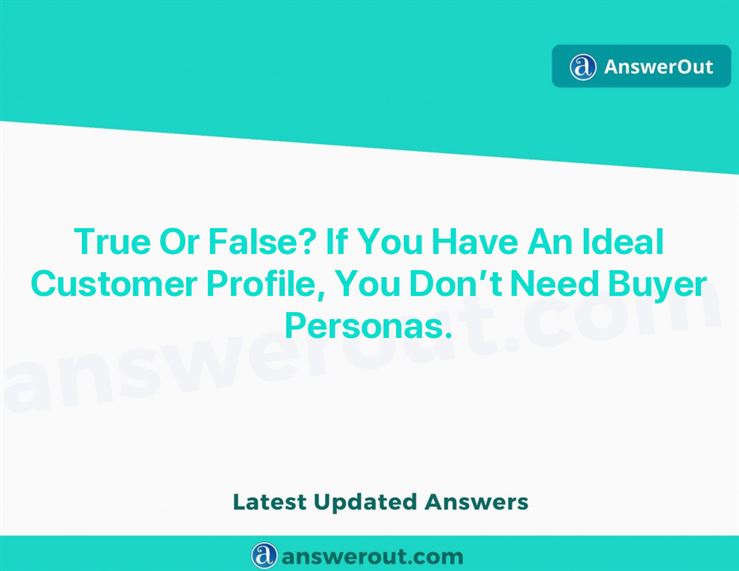 AnswerOut
True Or False? If You Have An Ideal
Customer Profile, You Don’t Need Buyer
Personas.
answerout.com
Latest Updated Answers
answerout.com